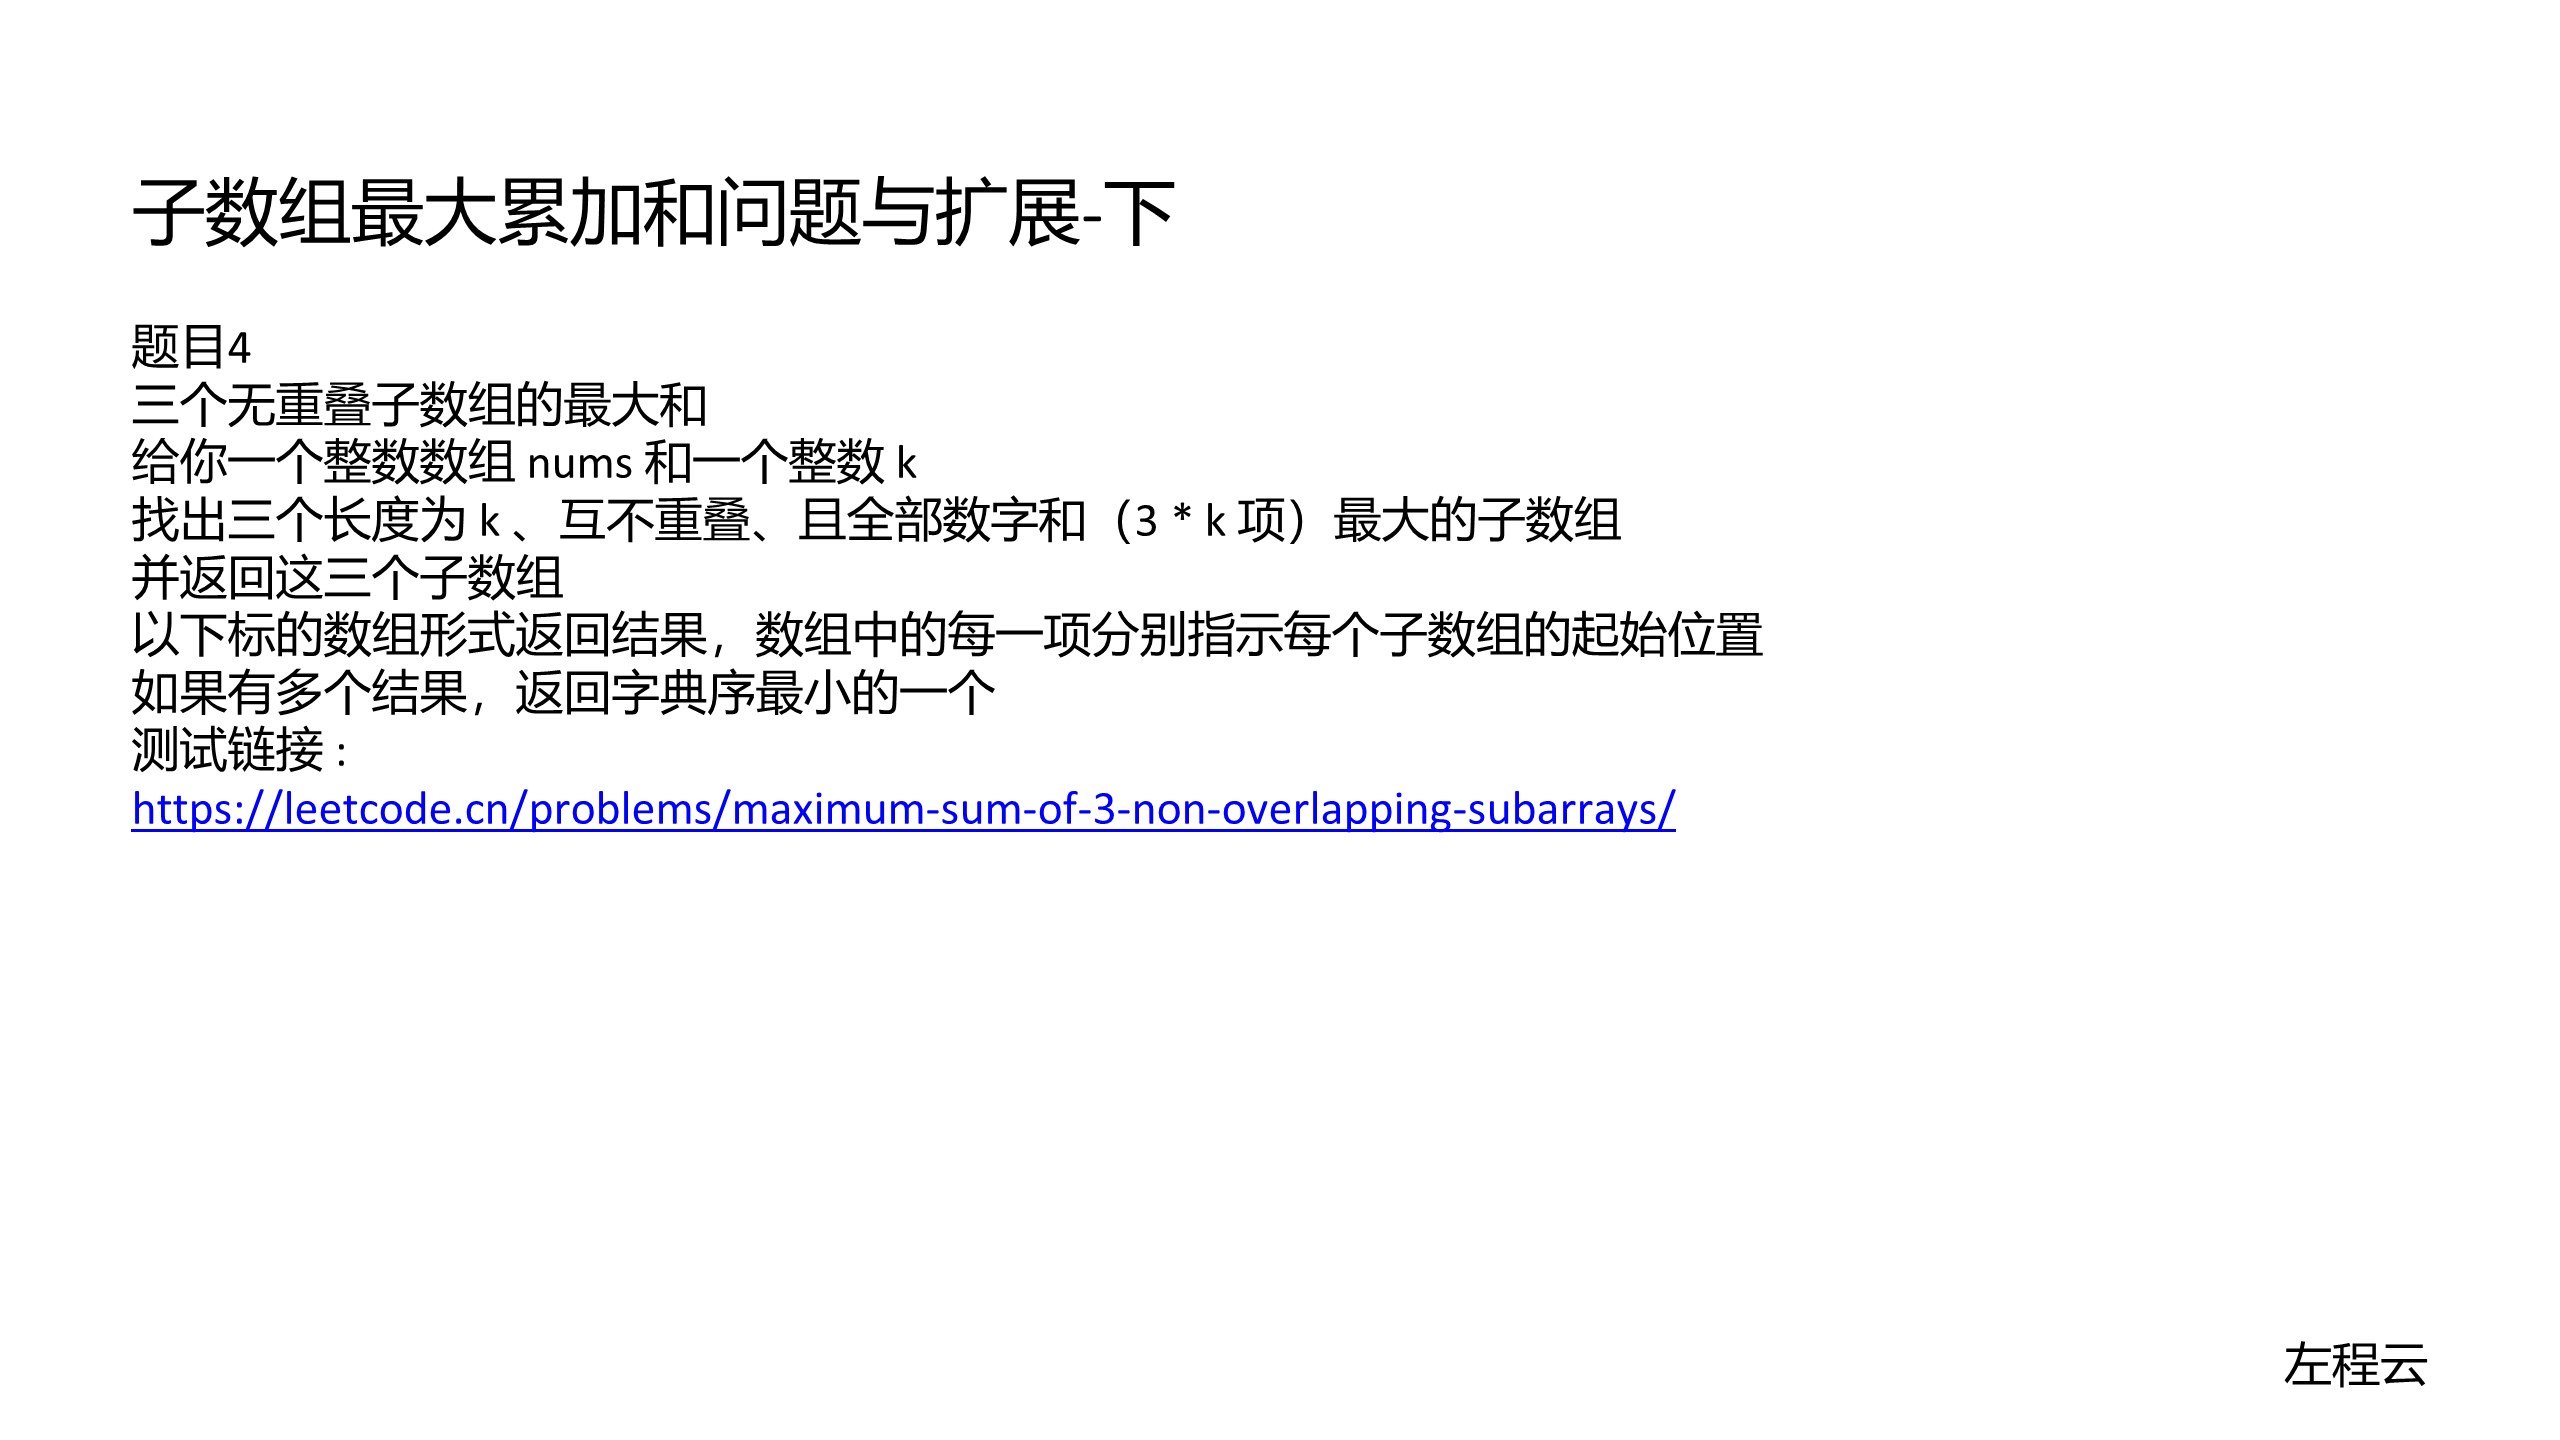 子数组最大累加和问题与扩展-下
题目4
三个无重叠子数组的最大和
给你一个整数数组 nums 和一个整数 k
找出三个长度为 k 、互不重叠、且全部数字和（3 * k 项）最大的子数组
并返回这三个子数组
以下标的数组形式返回结果，数组中的每一项分别指示每个子数组的起始位置
如果有多个结果，返回字典序最小的一个
测试链接 :
https://leetcode.cn/problems/maximum-sum-of-3-non-overlapping-subarrays/
左程云